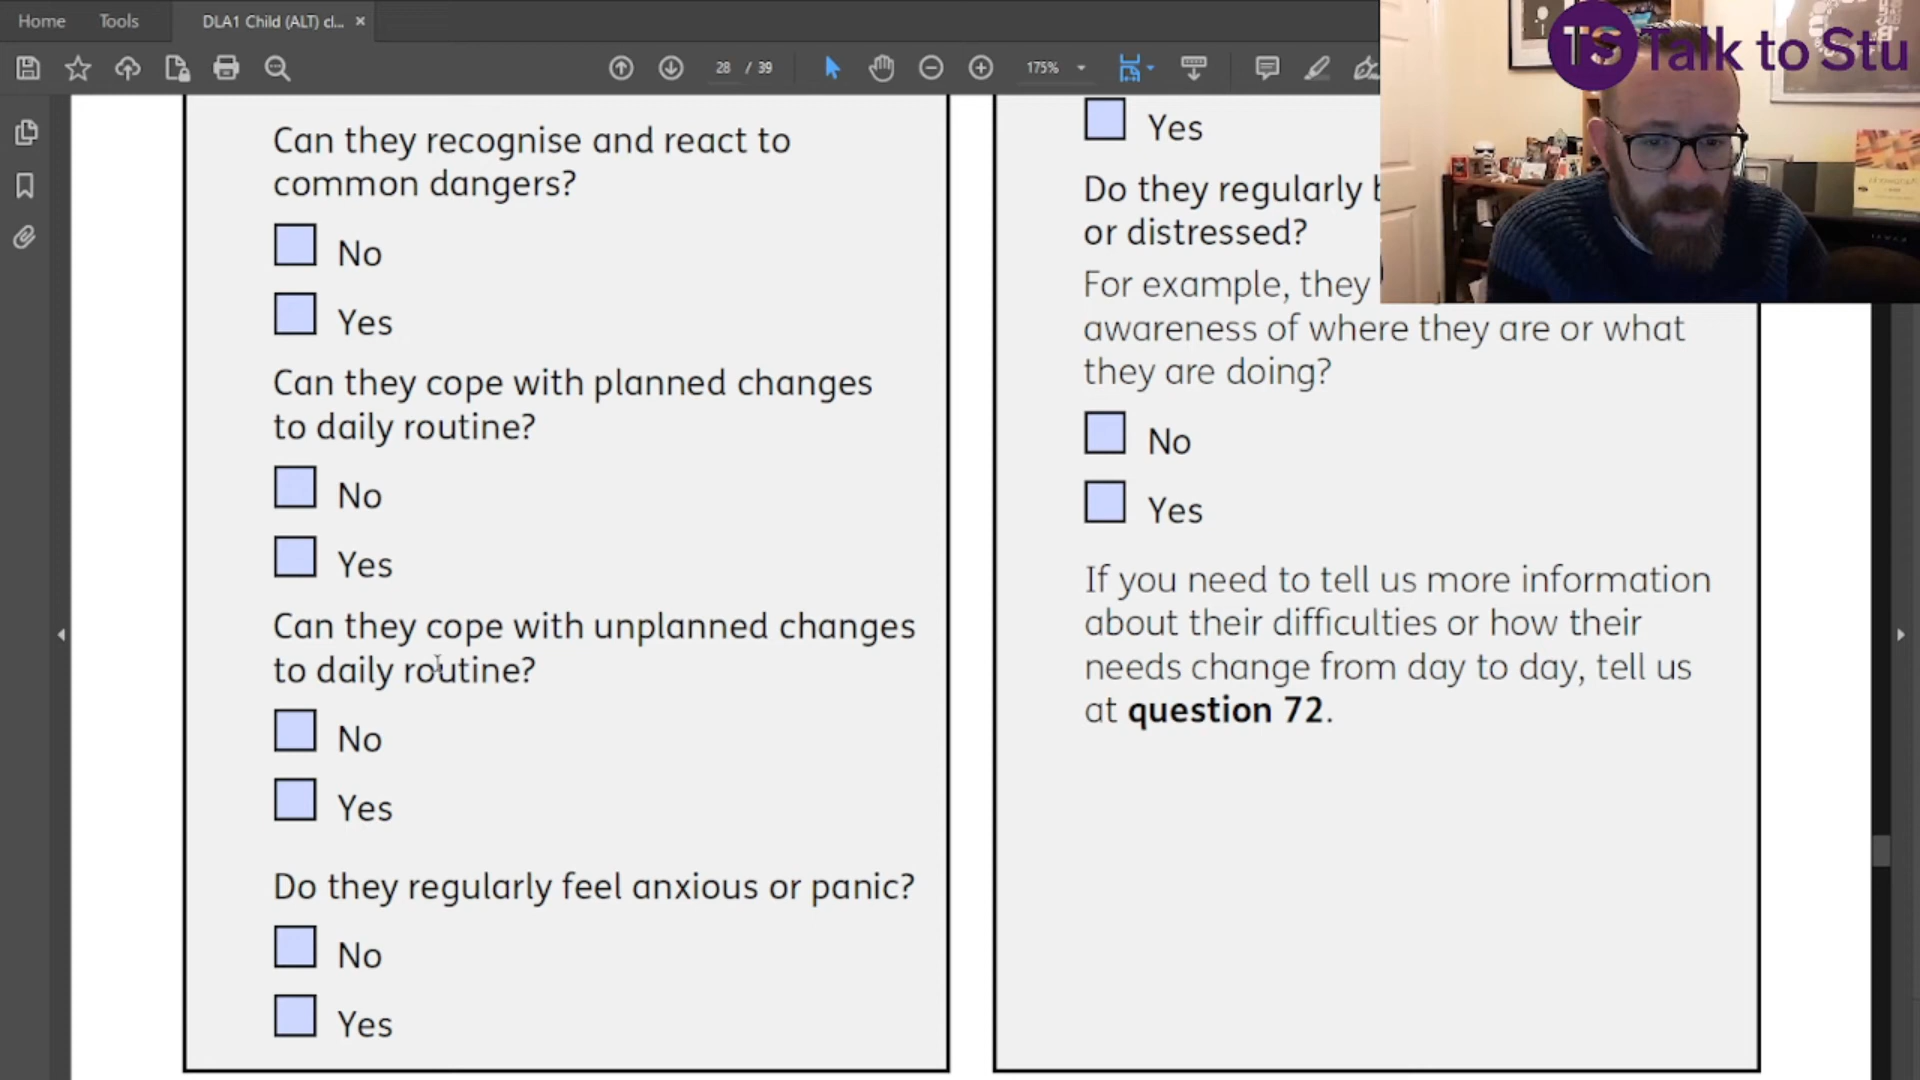 Home
Tools
DLA1 Child (ALT) cl...
28 / 39
175%
TS Talk to Stu
Can they recognise and react to
common dangers?
No
Yes
Can they cope with planned changes
to daily routine?
No
Yes
Can they cope with unplanned changes
to daily routine?
No
Yes
Do they regularly feel anxious or panic?
No
Yes
Yes
Do they regularly
or distressed?
For example, they
awareness of where they are or what
they are doing?
No
Yes
If you need to tell us more information
about their difficulties or how their
needs change from day to day, tell us
at question 72.